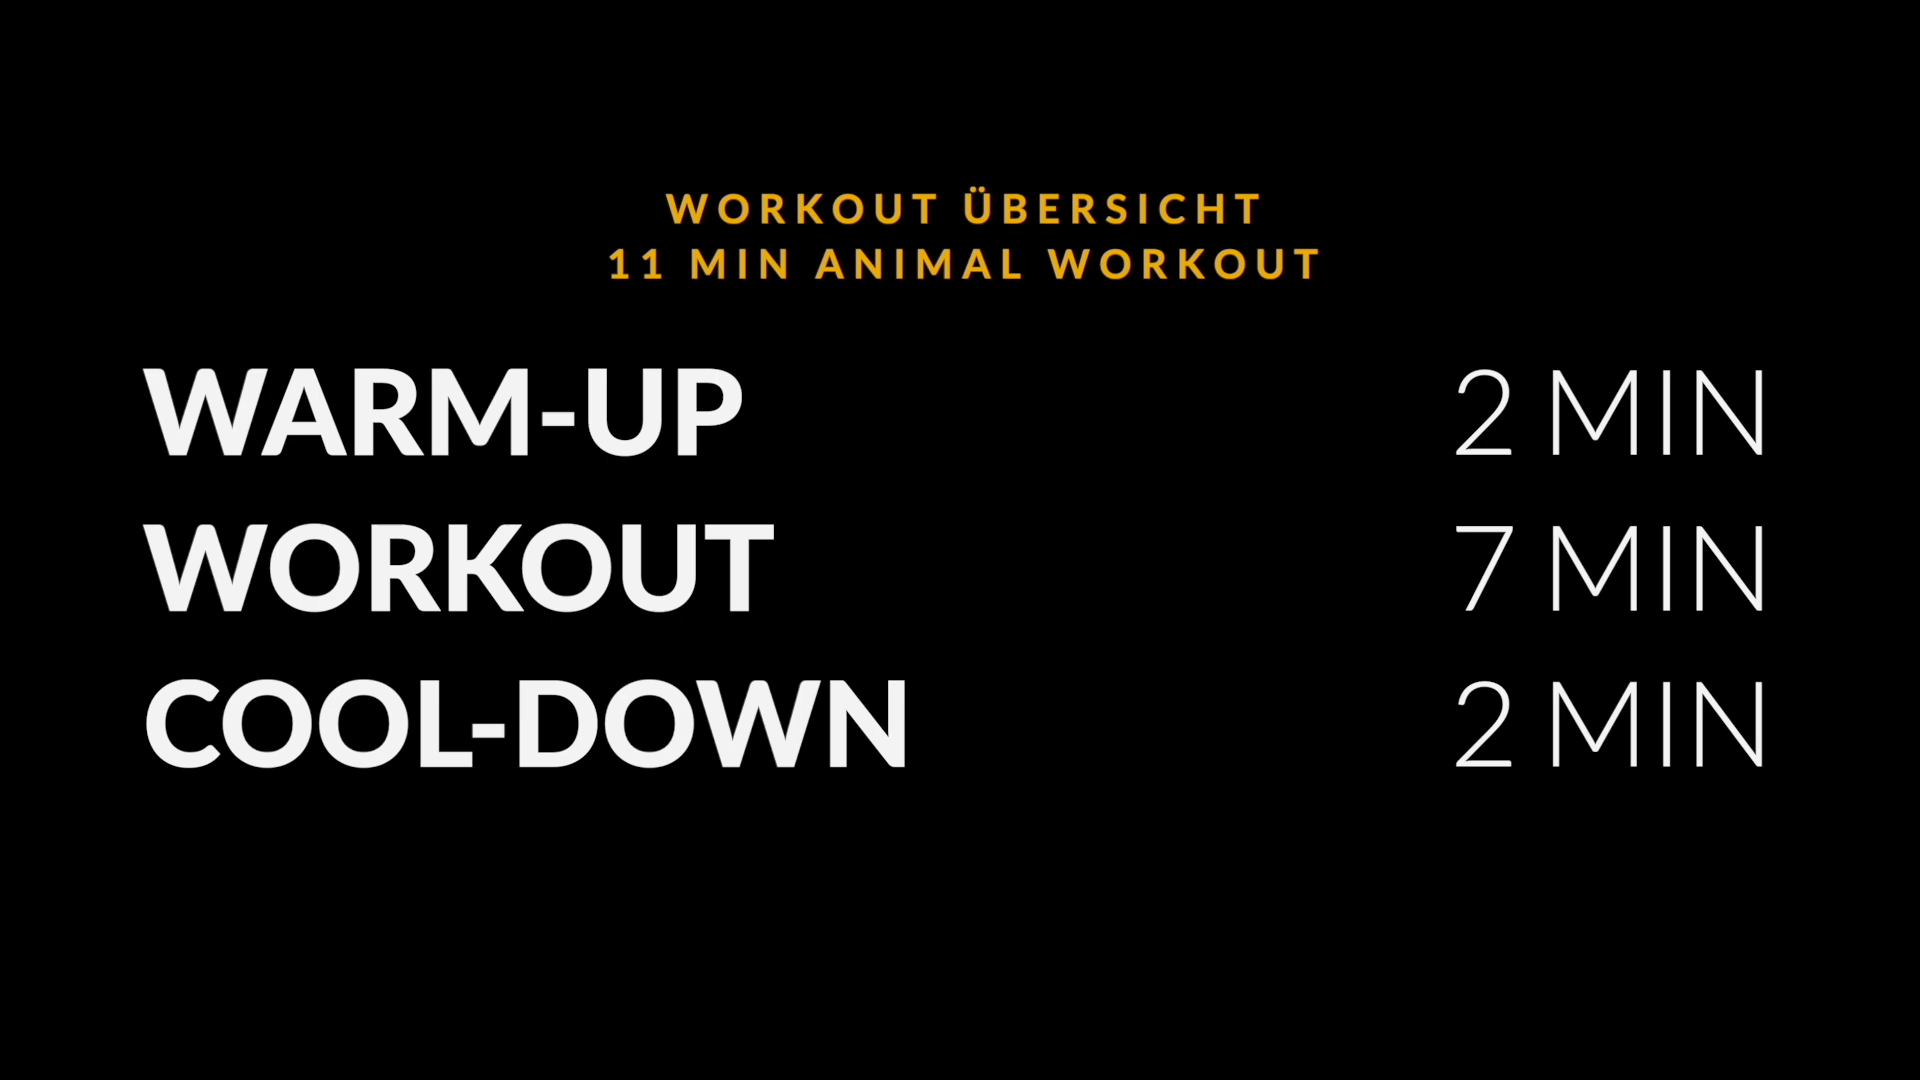 WORKOUT ÜBERSICHT
11 MIN ANIMAL WORKOUT
WARM-UP 2 MIN
WORKOUT 7 MIN
COOL-DOWN 2 MIN